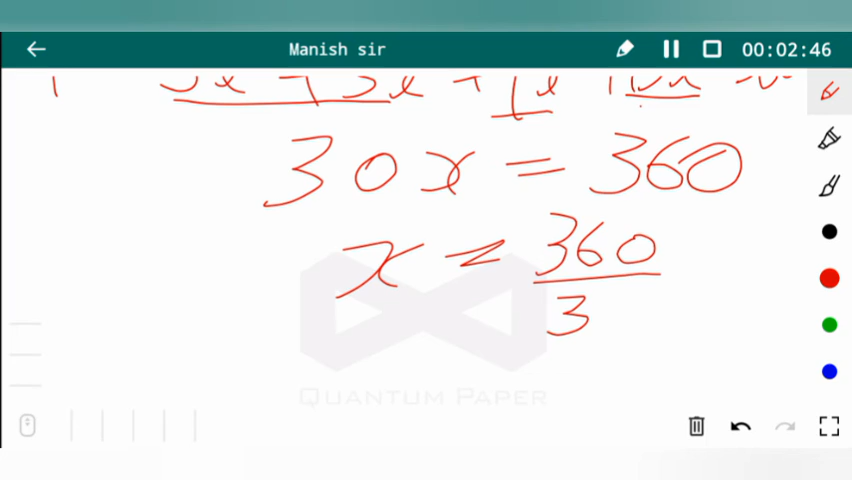 Manish sir 00:02:46
30x = 360
x = 360/3
QUANTUM PAPER